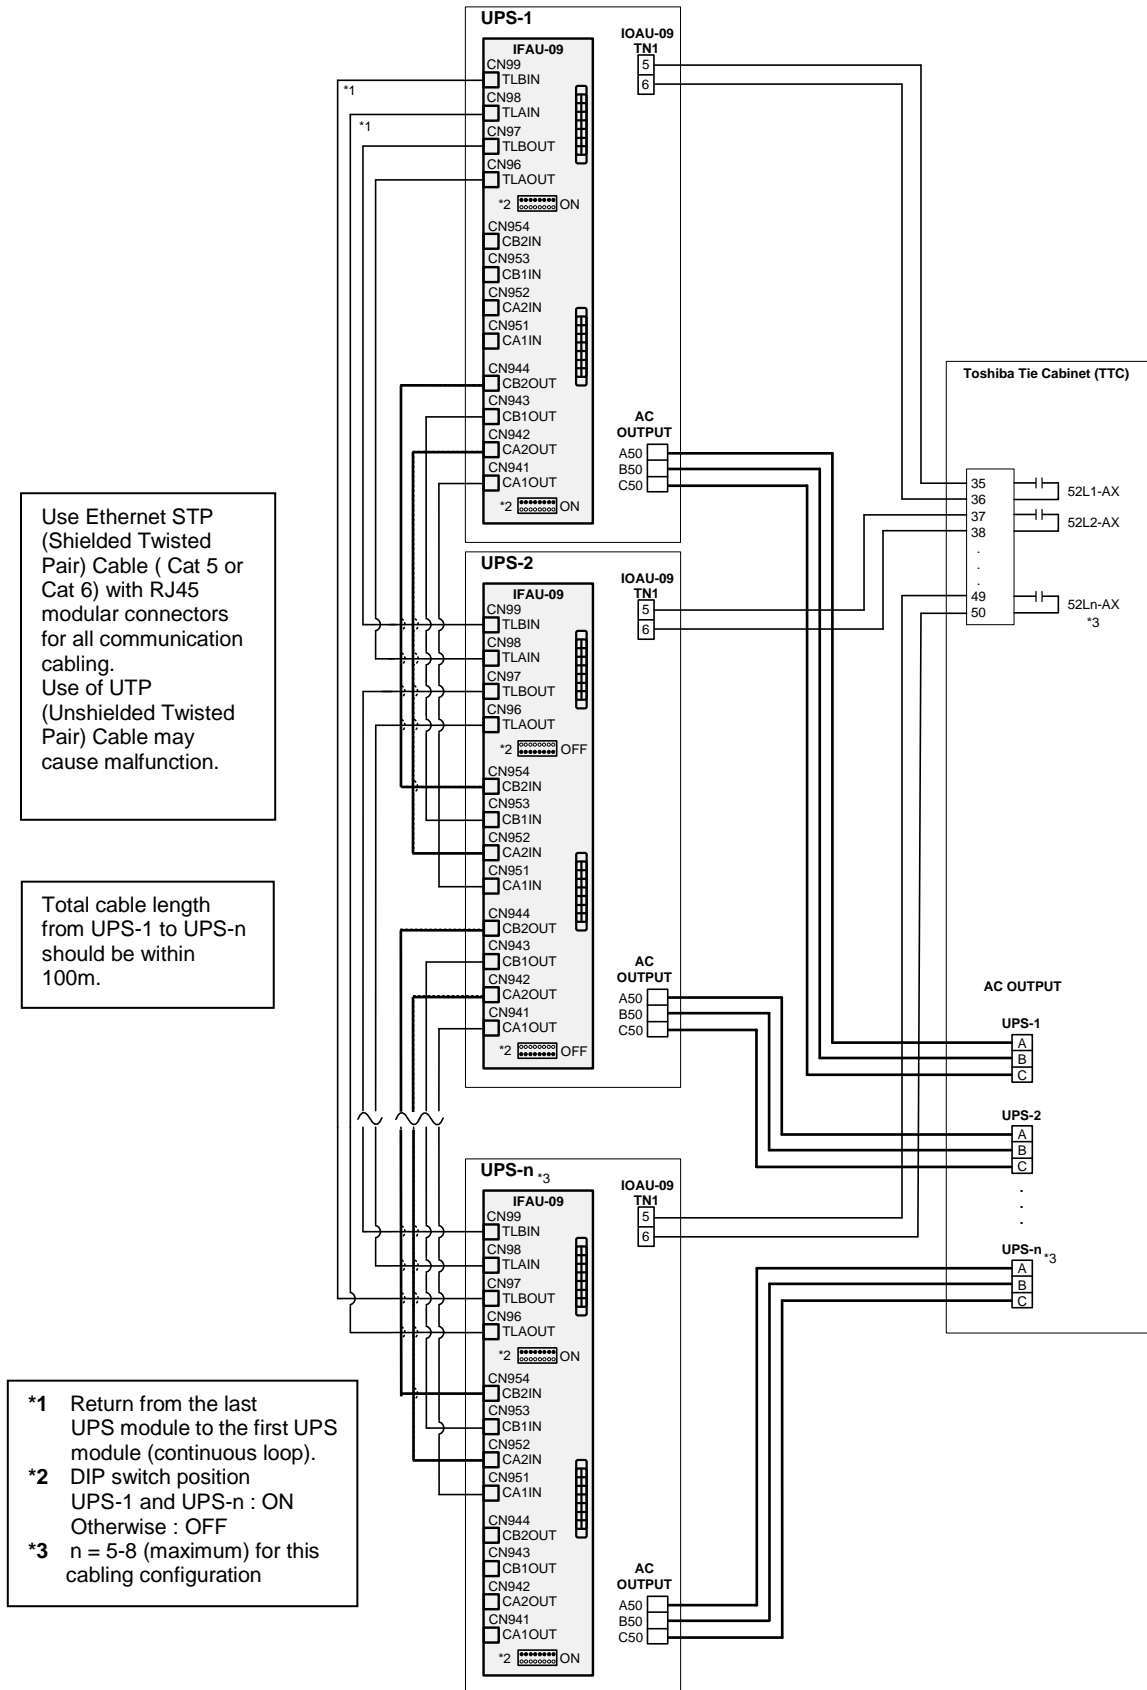 UPS-1
IFAU-09
IOAU-09
TN1
5
6
CN99
TLBIN
*1
CN98
TLAIN
*1
CN97
TLBOUT
CN96
TLAOUT
*2 ON
CN954
CB2IN
CN953
CB1IN
CN952
CA2IN
CN951
CA1IN
CN944
CB2OUT
CN943
CB1OUT
CN942
CA2OUT
CN941
CA1OUT
*2 ON
AC
OUTPUT
A50
B50
C50
Toshiba Tie Cabinet (TTC)
35
36
52L1-AX
37
38
52L2-AX
.
.
.
49
50
52Ln-AX
*3
Use Ethernet STP
(Shielded Twisted
Pair) Cable ( Cat 5 or
Cat 6) with RJ45
modular connectors
for all communication
cabling.
Use of UTP
(Unshielded Twisted
Pair) Cable may
cause malfunction.
UPS-2
IFAU-09
IOAU-09
TN1
5
6
CN99
TLBIN
CN98
TLAIN
CN97
TLBOUT
CN96
TLAOUT
*2 OFF
CN954
CB2IN
CN953
CB1IN
CN952
CA2IN
CN951
CA1IN
CN944
CB2OUT
CN943
CB1OUT
CN942
CA2OUT
CN941
CA1OUT
*2 OFF
AC
OUTPUT
A50
B50
C50
Total cable length
from UPS-1 to UPS-n
should be within
100m.
AC OUTPUT
UPS-1
A
B
C
UPS-2
A
B
C
.
.
.
UPS-n *3
A
B
C
UPS-n *3
IFAU-09
IOAU-09
TN1
5
6
CN99
TLBIN
CN98
TLAIN
CN97
TLBOUT
CN96
TLAOUT
*2 ON
CN954
CB2IN
CN953
CB1IN
CN952
CA2IN
CN951
CA1IN
CN944
CB2OUT
CN943
CB1OUT
CN942
CA2OUT
CN941
CA1OUT
*2 ON
AC
OUTPUT
A50
B50
C50
*1 Return from the last
UPS module to the first UPS
module (continuous loop).
*2 DIP switch position
UPS-1 and UPS-n : ON
Otherwise : OFF
*3 n = 5-8 (maximum) for this
cabling configuration